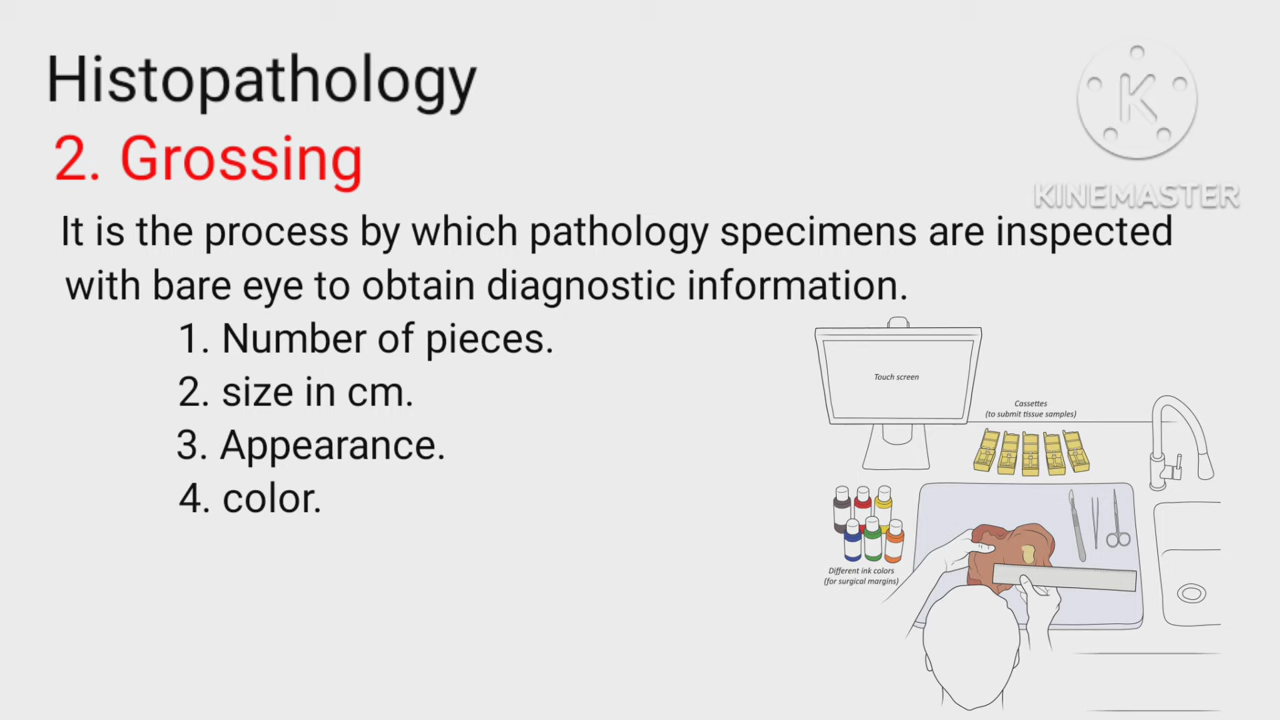 Histopathology
2. Grossing
It is the process by which pathology specimens are inspected
with bare eye to obtain diagnostic information.
1. Number of pieces.
2. size in cm.
3. Appearance.
4. color.
K
KINEMASTER
Touch screen
Cassettes
(to submit tissue samples)
Different ink colors
(for surgical margins)